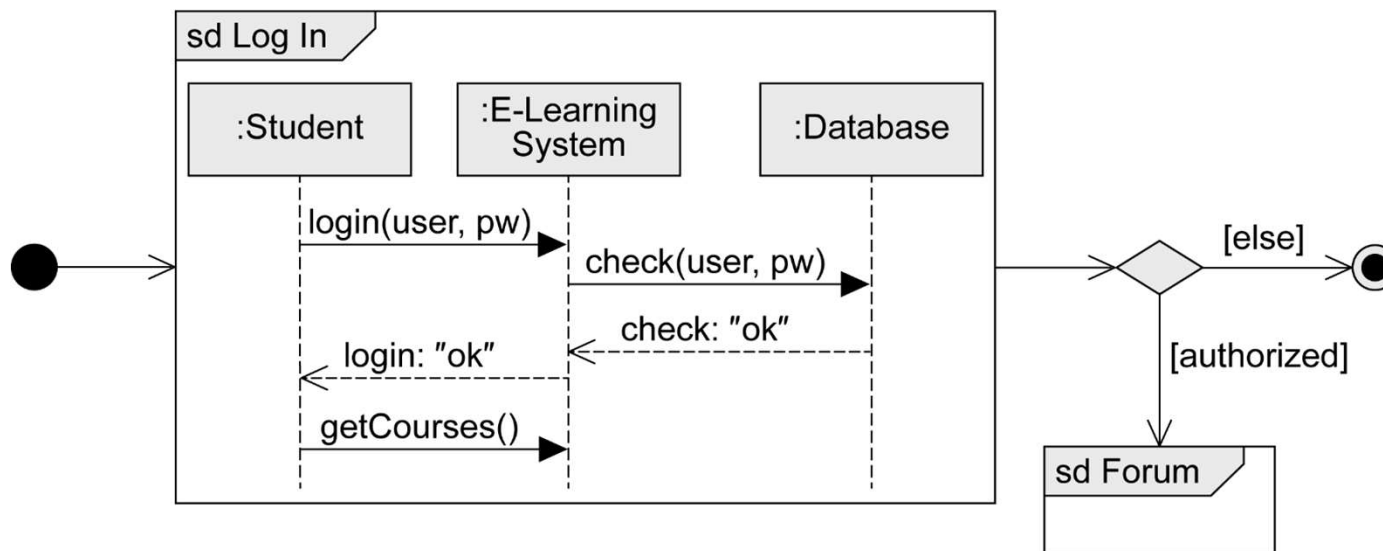 sd Log In
:Student
:E-Learning
System
:Database
login(user, pw)
check(user, pw)
check: "ok"
login: "ok"
getCourses()
[else]
[authorized]
sd Forum